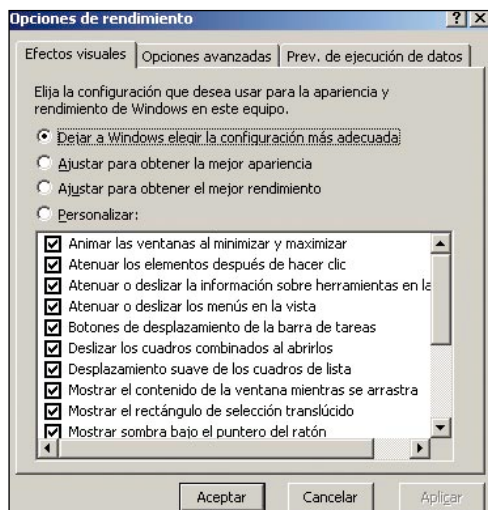 Opciones de rendimiento
Efectos visuales Opciones avanzadas Prev. de ejecución de datos
Elija la configuración que desea usar para la apariencia y
rendimiento de Windows en este equipo.
Dejar a Windows elegir la configuración más adecuada
Ajustar para obtener la mejor apariencia
Ajustar para obtener el mejor rendimiento
Personalizar:
Animar las ventanas al minimizar y maximizar
Atenuar los elementos después de hacer clic
Atenuar o deslizar la información sobre herramientas en la
Atenuar o deslizar los menús en la vista
Botones de desplazamiento de la barra de tareas
Deslizar los cuadros combinados al abrirlos
Desplazamiento suave de los cuadros de lista
Mostrar el contenido de la ventana mientras se arrastra
Mostrar el rectángulo de selección translúcido
Mostrar sombra bajo el puntero del ratón
Aceptar Cancelar Aplicar